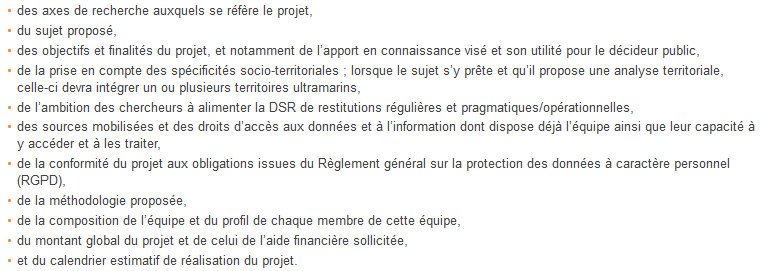 • des axes de recherche auxquels se réfère le projet,
• du sujet proposé,
• des objectifs et finalités du projet, et notamment de l'apport en connaissance visé et son utilité pour le décideur public,
• de la prise en compte des spécificités socio-territoriales ; lorsque le sujet s'y prête et qu'il propose une analyse territoriale,
celle-ci devra intégrer un ou plusieurs territoires ultramarins,
• de l'ambition des chercheurs à alimenter la DSR de restitutions régulières et pragmatiques/opérationnelles,
• des sources mobilisées et des droits d'accès aux données et à l'information dont dispose déjà l'équipe ainsi que leur capacité à
y accéder et à les traiter,
• de la conformité du projet aux obligations issues du Règlement général sur la protection des données à caractère personnel
(RGPD),
• de la méthodologie proposée,
• de la composition de l'équipe et du profil de chaque membre de cette équipe,
• du montant global du projet et de celui de l'aide financière sollicitée,
• et du calendrier estimatif de réalisation du projet.